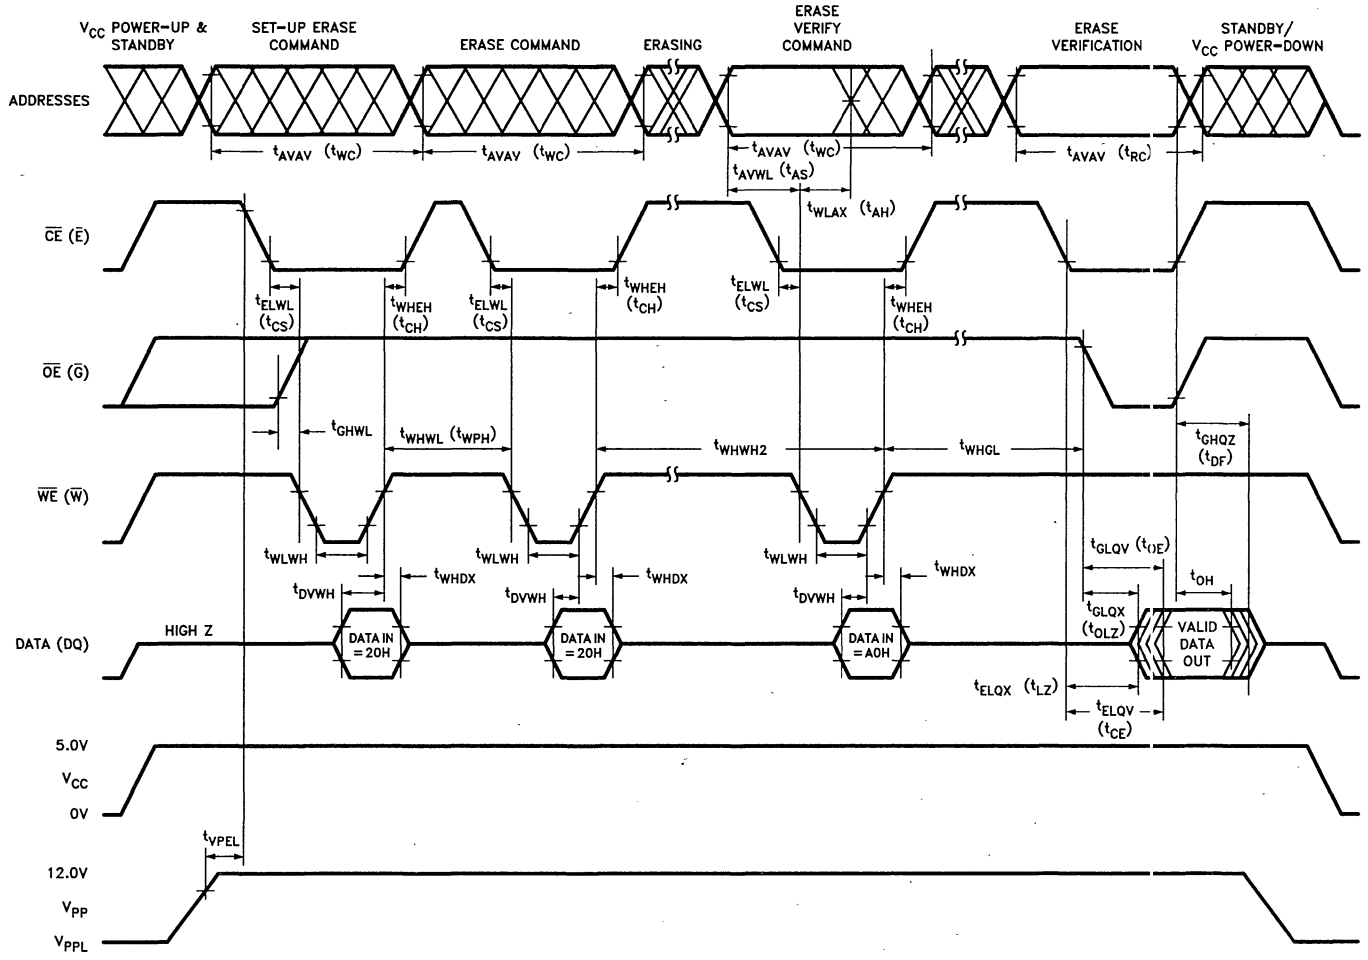 VCC POWER-UP & STANDBY
SET-UP ERASE COMMAND
ERASE COMMAND
ERASING
ERASE VERIFY COMMAND
ERASE VERIFICATION
STANDBY/ VCC POWER-DOWN
ADDRESSES
tAVAV (tWC)
tAVAV (tWC)
tAVAV (tWC)
tAVAV (tRC)
tAVWL (tAS)
tWLAX (tAH)
C̅E̅ (E̅)
tELWL (tCS)
tWHEH (tCH)
tELWL (tCS)
tWHEH (tCH)
tELWL (tCS)
tWHEH (tCH)
O̅E̅ (G̅)
tGHWL
tWHWL (tWPH)
tWHWH2
tWHGL
tGHQZ (tDF)
W̅E̅ (W̅)
tWLWH
tWLWH
tWLWH
tGLQV (tOE)
tWHDX
tWHDX
tWHDX
tOH
tDVWH
tDVWH
tDVWH
tGLQX (tOLZ)
DATA (DQ)
HIGH Z
DATA IN =20H
DATA IN =20H
DATA IN =A0H
VALID DATA OUT
tELQX (tLZ)
tELQV (tCE)
5.0V
VCC
0V
tVPEL
12.0V
VPP
VPPL